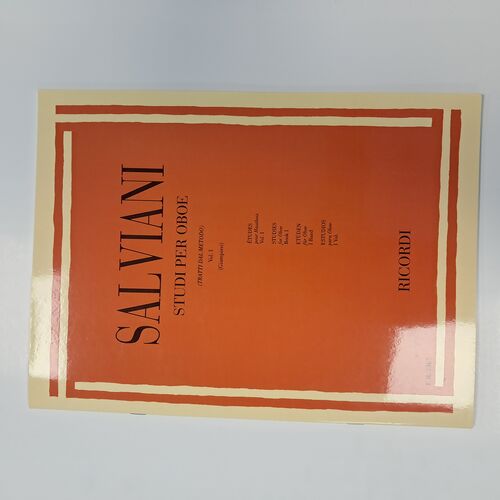 SALVIANI
STUDI PER OBOE
(TRATTI DAL METODO)
Vol. I
(Giampieri)
ÉTUDES
pour Hautbois
Vol. I
STUDIES
for Oboe
Book I
ETÜDEN
für Oboe
I Band
ESTUDIOS
para Oboe
I Vol.
RICORDI